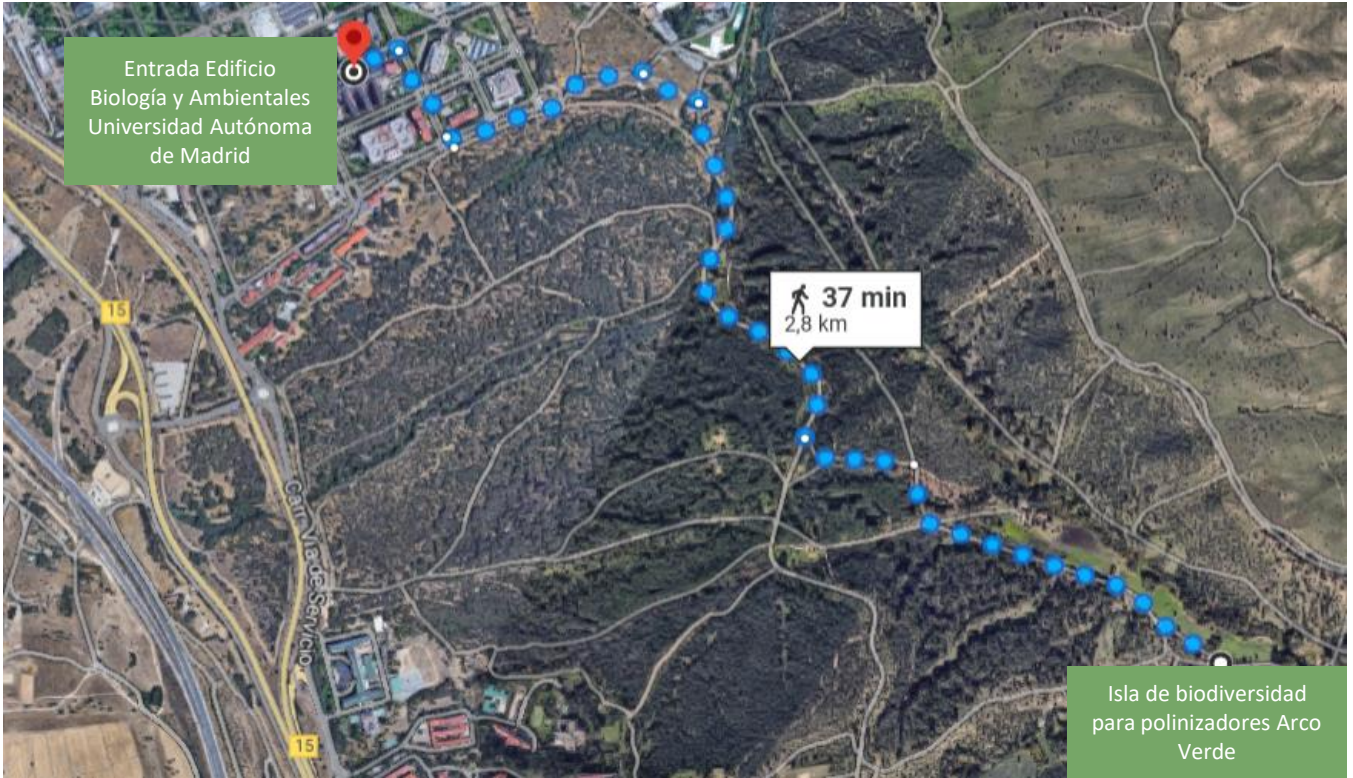 Entrada Edificio
Biología y Ambientales
Universidad Autónoma
de Madrid
15
37 min
2,8 km
Carr. Vía de Servicio
15
Isla de biodiversidad
para polinizadores Arco
Verde